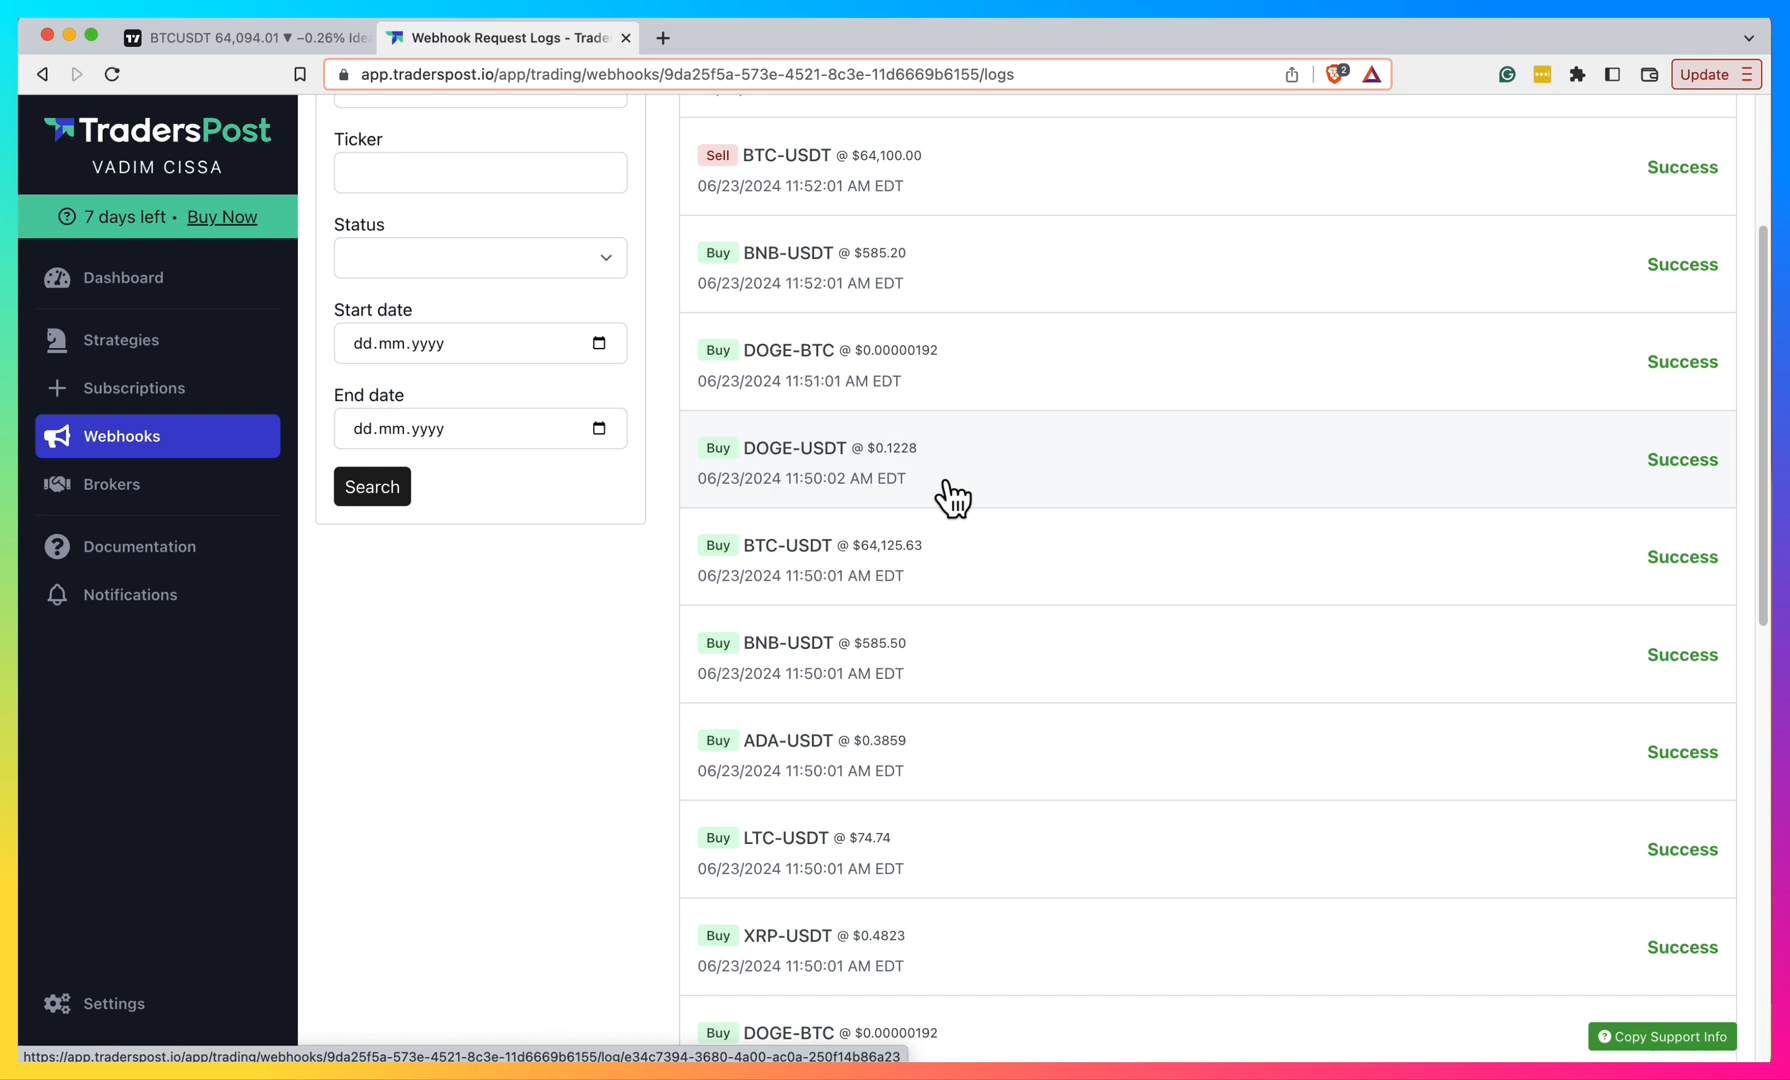 BTCUSDT 64,094.01 ▼ −0.26% Ide
Webhook Request Logs - Trade
app.traderspost.io/app/trading/webhooks/9da25f5a-573e-4521-8c3e-11d6669b6155/logs
2
Update
TradersPost
VADIM CISSA
7 days left • Buy Now
Dashboard
Strategies
Subscriptions
Webhooks
Brokers
Documentation
Notifications
Settings
Ticker
Status
Start date
dd.mm.yyyy
End date
dd.mm.yyyy
Search
Sell BTC-USDT @ $64,100.00
06/23/2024 11:52:01 AM EDT
Success
Buy BNB-USDT @ $585.20
06/23/2024 11:52:01 AM EDT
Success
Buy DOGE-BTC @ $0.00000192
06/23/2024 11:51:01 AM EDT
Success
Buy DOGE-USDT @ $0.1228
06/23/2024 11:50:02 AM EDT
Success
Buy BTC-USDT @ $64,125.63
06/23/2024 11:50:01 AM EDT
Success
Buy BNB-USDT @ $585.50
06/23/2024 11:50:01 AM EDT
Success
Buy ADA-USDT @ $0.3859
06/23/2024 11:50:01 AM EDT
Success
Buy LTC-USDT @ $74.74
06/23/2024 11:50:01 AM EDT
Success
Buy XRP-USDT @ $0.4823
06/23/2024 11:50:01 AM EDT
Success
Buy DOGE-BTC @ $0.00000192
Copy Support Info
https://app.traderspost.io/app/trading/webhooks/9da25f5a-573e-4521-8c3e-11d6669b6155/log/e34c7394-3680-4a00-ac0a-250f14b86a23